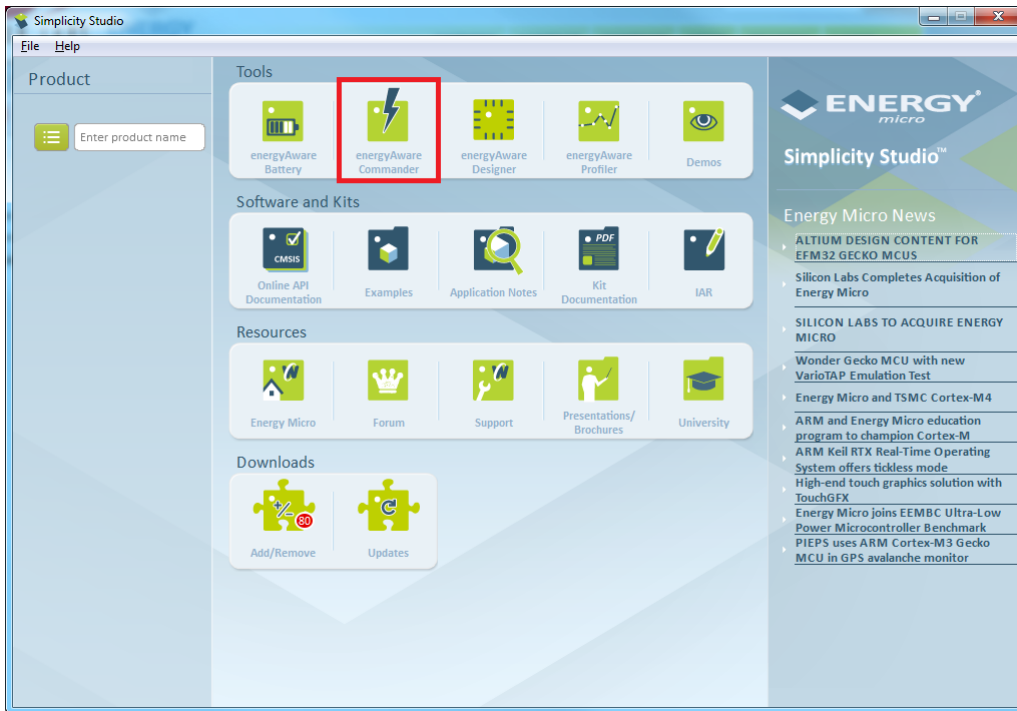 Simplicity Studio
File Help
Product
Enter product name
Tools
energyAware
Battery
energyAware
Commander
energyAware
Designer
energyAware
Profiler
Demos
Software and Kits
CMSIS
Online API
Documentation
Examples
Application Notes
PDF
Kit
Documentation
IAR
Resources
Energy Micro
Forum
Support
Presentations/
Brochures
University
Downloads
80
Add/Remove
Updates
ENERGY
micro
Simplicity Studio™
Energy Micro News
ALTIUM DESIGN CONTENT FOR
EFM32 GECKO MCUS
Silicon Labs Completes Acquisition of
Energy Micro
SILICON LABS TO ACQUIRE ENERGY
MICRO
Wonder Gecko MCU with new
VarioTAP Emulation Test
Energy Micro and TSMC Cortex-M4
ARM and Energy Micro education
program to champion Cortex-M
ARM Keil RTX Real-Time Operating
System offers tickless mode
High-end touch graphics solution with
TouchGFX
Energy Micro joins EEMBC Ultra-Low
Power Microcontroller Benchmark
PIEPS uses ARM Cortex-M3 Gecko
MCU in GPS avalanche monitor